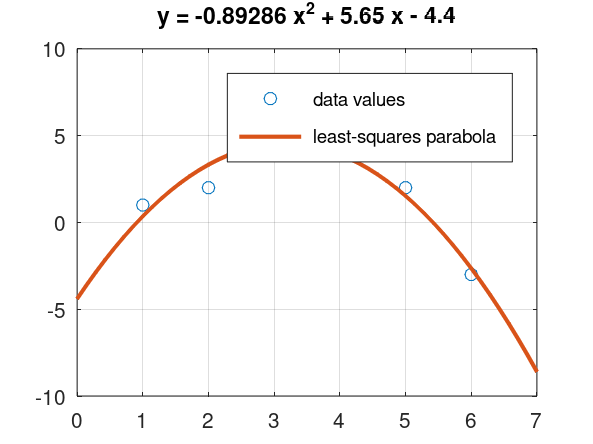 y = -0.89286 x² + 5.65 x - 4.4
10
data values
5
least-squares parabola
0
-5
-10
0 1 2 3 4 5 6 7